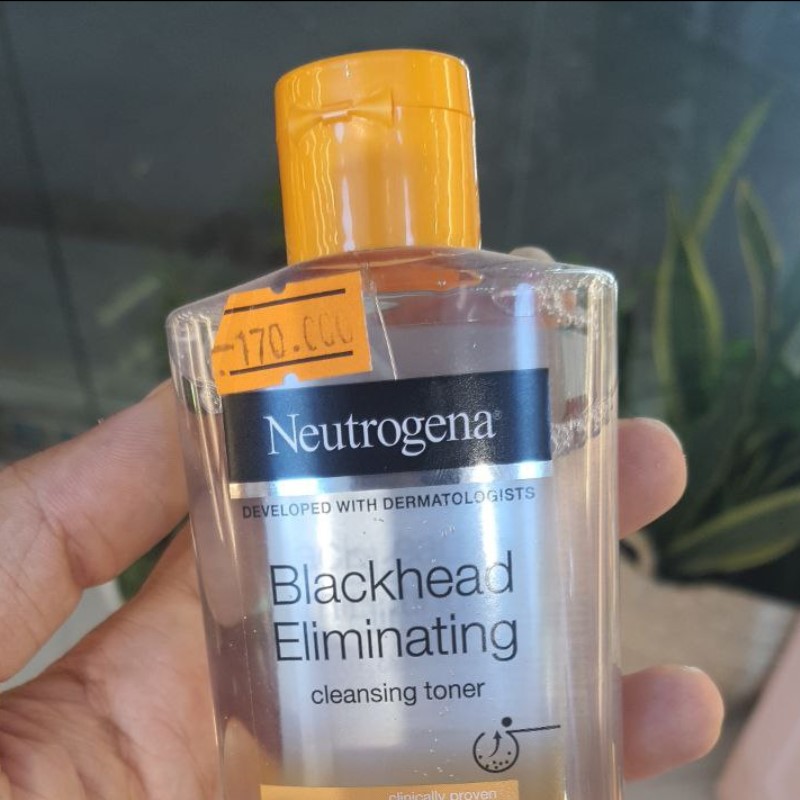 -170.000
Neutrogena®
DEVELOPED WITH DERMATOLOGISTS
Blackhead
Eliminating
cleansing toner
clinically proven